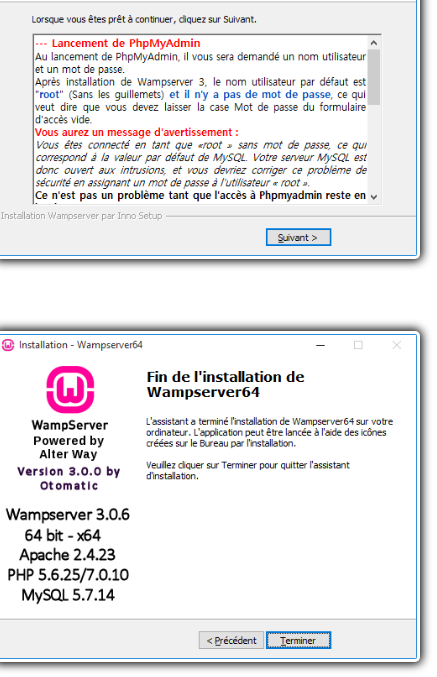 Lorsque vous êtes prêt à continuer, cliquez sur Suivant.
--- Lancement de PhpMyAdmin
Au lancement de PhpMyAdmin, il vous sera demandé un nom utilisateur
et un mot de passe.
Après installation de Wampserver 3, le nom utilisateur par défaut est
"root" (Sans les guillemets) et il n'y a pas de mot de passe, ce qui
veut dire que vous devez laisser la case Mot de passe du formulaire
d'accès vide.
Vous aurez un message d'avertissement :
Vous êtes connecté en tant que «root » sans mot de passe, ce qui
correspond à la valeur par défaut de MySQL. Votre serveur MySQL est
donc ouvert aux intrusions, et vous devriez corriger ce problème de
sécurité en assignant un mot de passe à l'utilisateur « root ».
Ce n'est pas un problème tant que l'accès à Phpmyadmin reste en
Installation Wampserver par Inno Setup
Suivant >
Installation - Wampserver64
Fin de l'installation de
Wampserver64
L'assistant a terminé l'installation de Wampserver64 sur votre
ordinateur. L'application peut être lancée à l'aide des icônes
créées sur le Bureau par l'installation.
Veuillez cliquer sur Terminer pour quitter l'assistant
d'installation.
WampServer
Powered by
Alter Way
Version 3.0.0 by
Otomatic
Wampserver 3.0.6
64 bit - x64
Apache 2.4.23
PHP 5.6.25/7.0.10
MySQL 5.7.14
< Précédent
Terminer